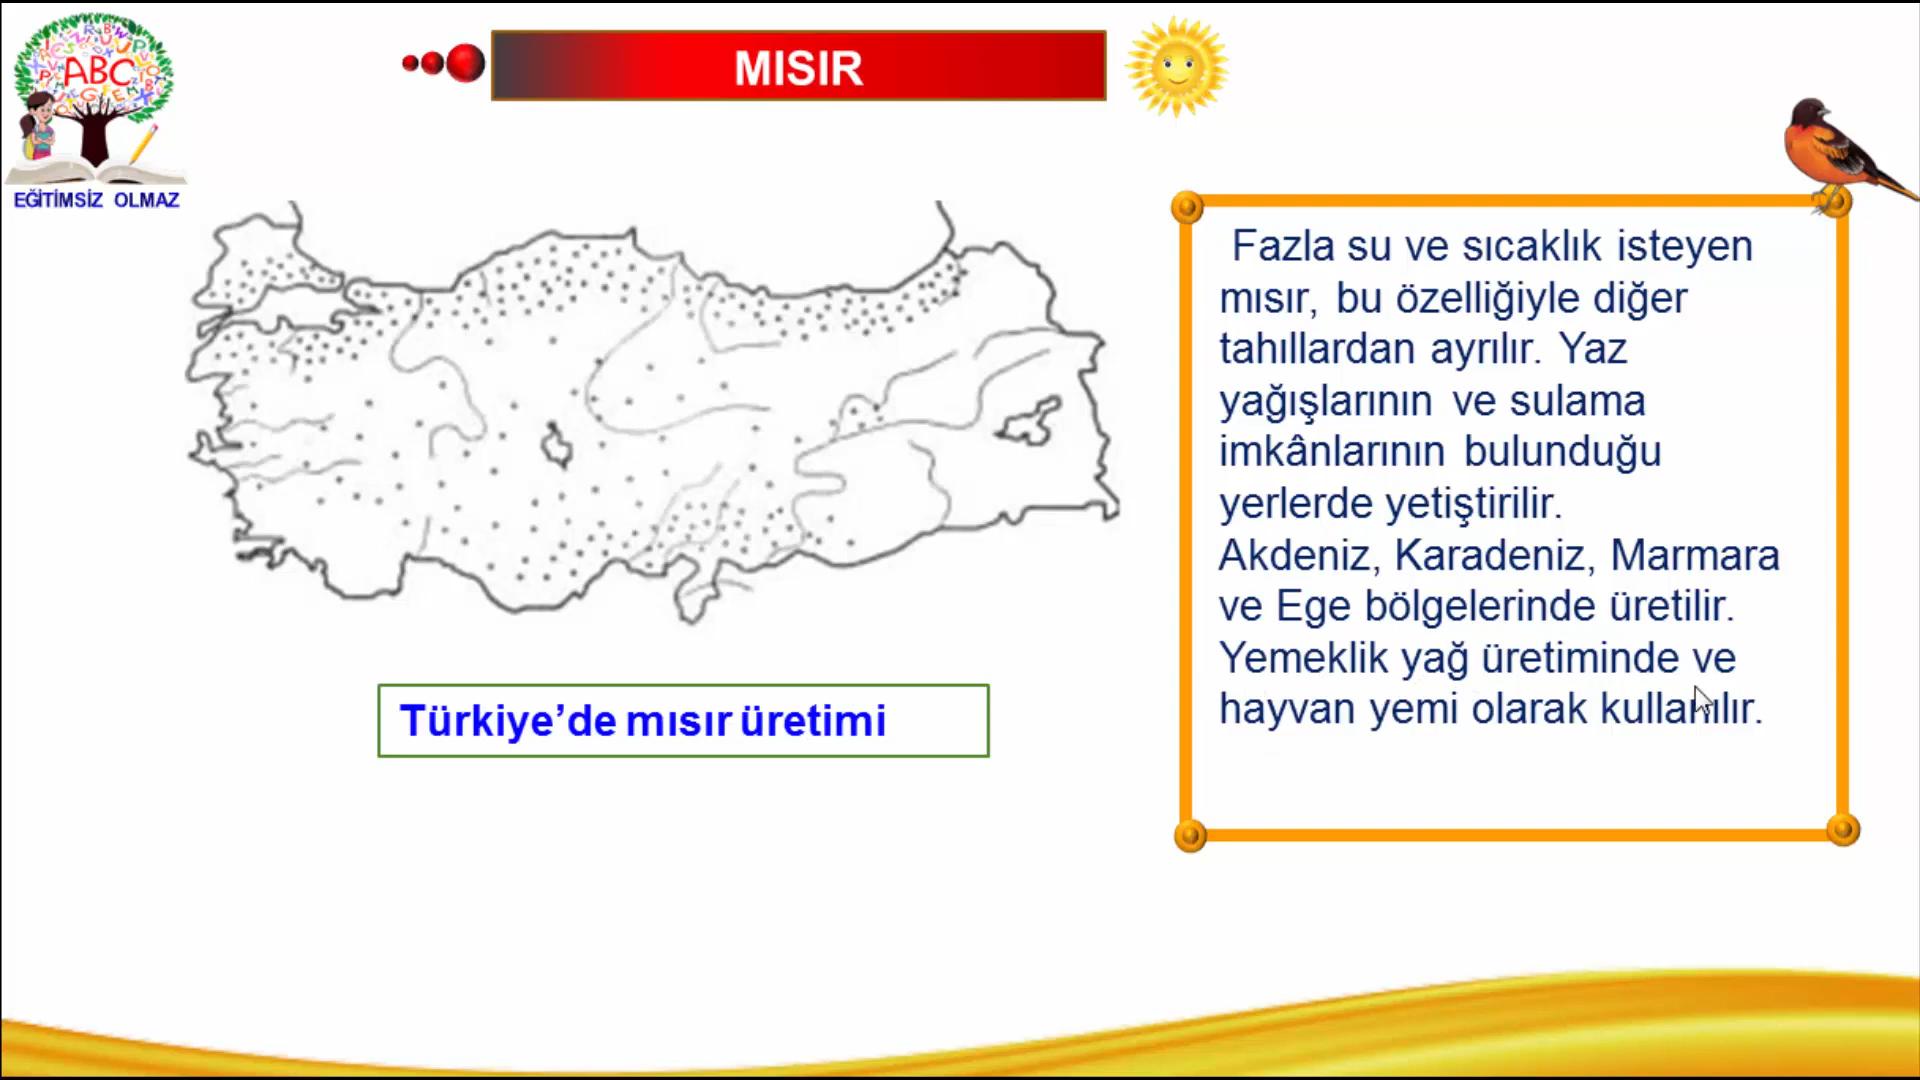 MISIR
ABC
EĞİTİMSİZ OLMAZ
Fazla su ve sıcaklık isteyen
mısır, bu özelliğiyle diğer
tahıllardan ayrılır. Yaz
yağışlarının ve sulama
imkânlarının bulunduğu
yerlerde yetiştirilir.
Akdeniz, Karadeniz, Marmara
ve Ege bölgelerinde üretilir.
Yemeklik yağ üretiminde ve
hayvan yemi olarak kullanılır.
Türkiye’de mısır üretimi